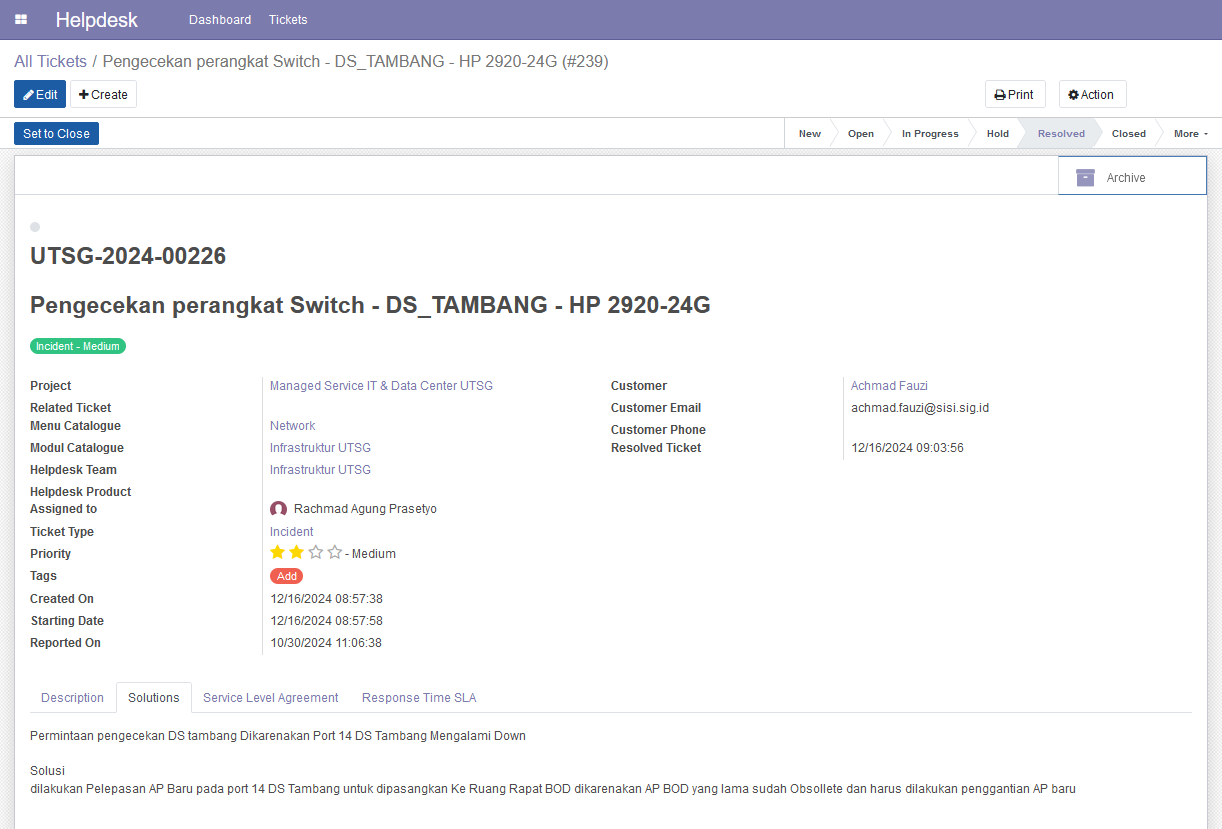 Helpdesk Dashboard Tickets
All Tickets / Pengecekan perangkat Switch - DS_TAMBANG - HP 2920-24G (#239)
Edit Create Print Action
Set to Close New Open In Progress Hold Resolved Closed More
Archive
UTSG-2024-00226
Pengecekan perangkat Switch - DS_TAMBANG - HP 2920-24G
Incident - Medium
Project Managed Service IT & Data Center UTSG Customer Achmad Fauzi
Related Ticket Customer Email achmad.fauzi@sisi.sig.id
Menu Catalogue Network Customer Phone
Modul Catalogue Infrastruktur UTSG Resolved Ticket 12/16/2024 09:03:56
Helpdesk Team Infrastruktur UTSG
Helpdesk Product
Assigned to Rachmad Agung Prasetyo
Ticket Type Incident
Priority - Medium
Tags Add
Created On 12/16/2024 08:57:38
Starting Date 12/16/2024 08:57:58
Reported On 10/30/2024 11:06:38
Description Solutions Service Level Agreement Response Time SLA
Permintaan pengecekan DS tambang Dikarenakan Port 14 DS Tambang Mengalami Down
Solusi
dilakukan Pelepasan AP Baru pada port 14 DS Tambang untuk dipasangkan Ke Ruang Rapat BOD dikarenakan AP BOD yang lama sudah Obsollete dan harus dilakukan penggantian AP baru